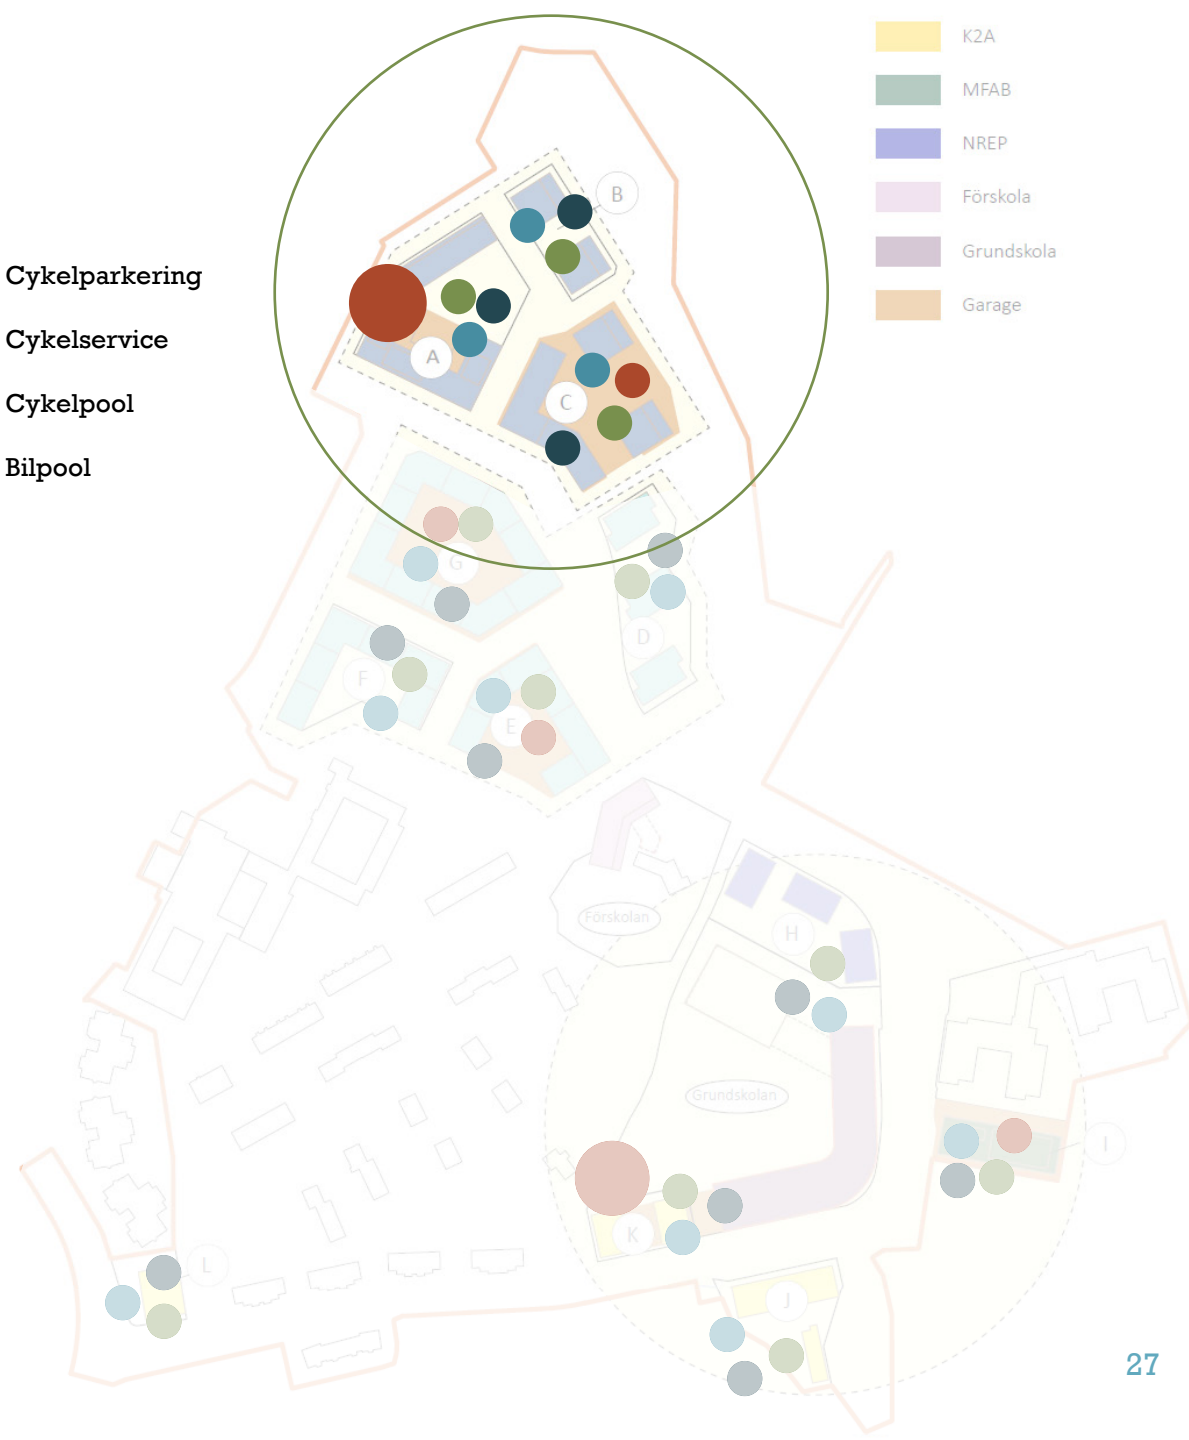 K2A
MFAB
NREP
Förskola
Grundskola
Garage
Cykelparkering
Cykelservice
Cykelpool
Bilpool
B
A
C
G
D
F
E
Förskolan
H
Grundskolan
I
K
L
J
27